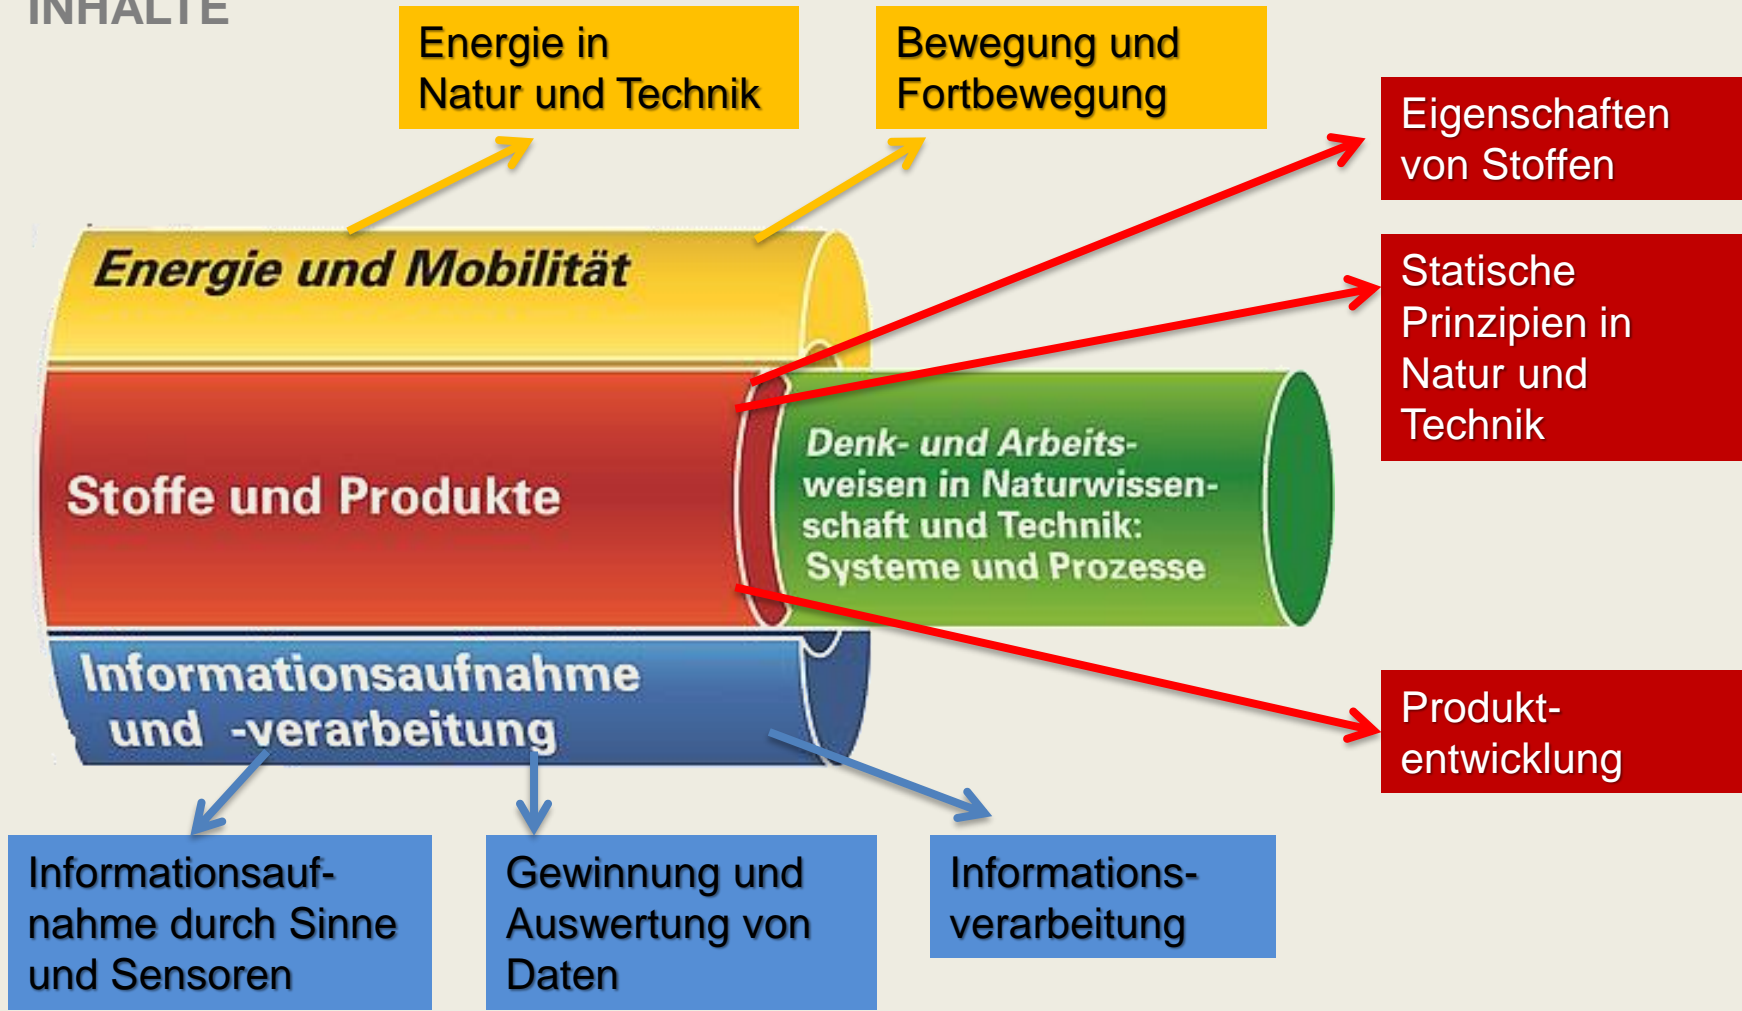 INHALTE
Energie in
Natur und Technik
Bewegung und
Fortbewegung
Eigenschaften
von Stoffen
Statische
Prinzipien in
Natur und
Technik
Energie und Mobilität
Stoffe und Produkte
Denk- und Arbeits-
weisen in Naturwissen-
schaft und Technik:
Systeme und Prozesse
Informationsaufnahme
und -verarbeitung
Produkt-
entwicklung
Informationsauf-
nahme durch Sinne
und Sensoren
Gewinnung und
Auswertung von
Daten
Informations-
verarbeitung